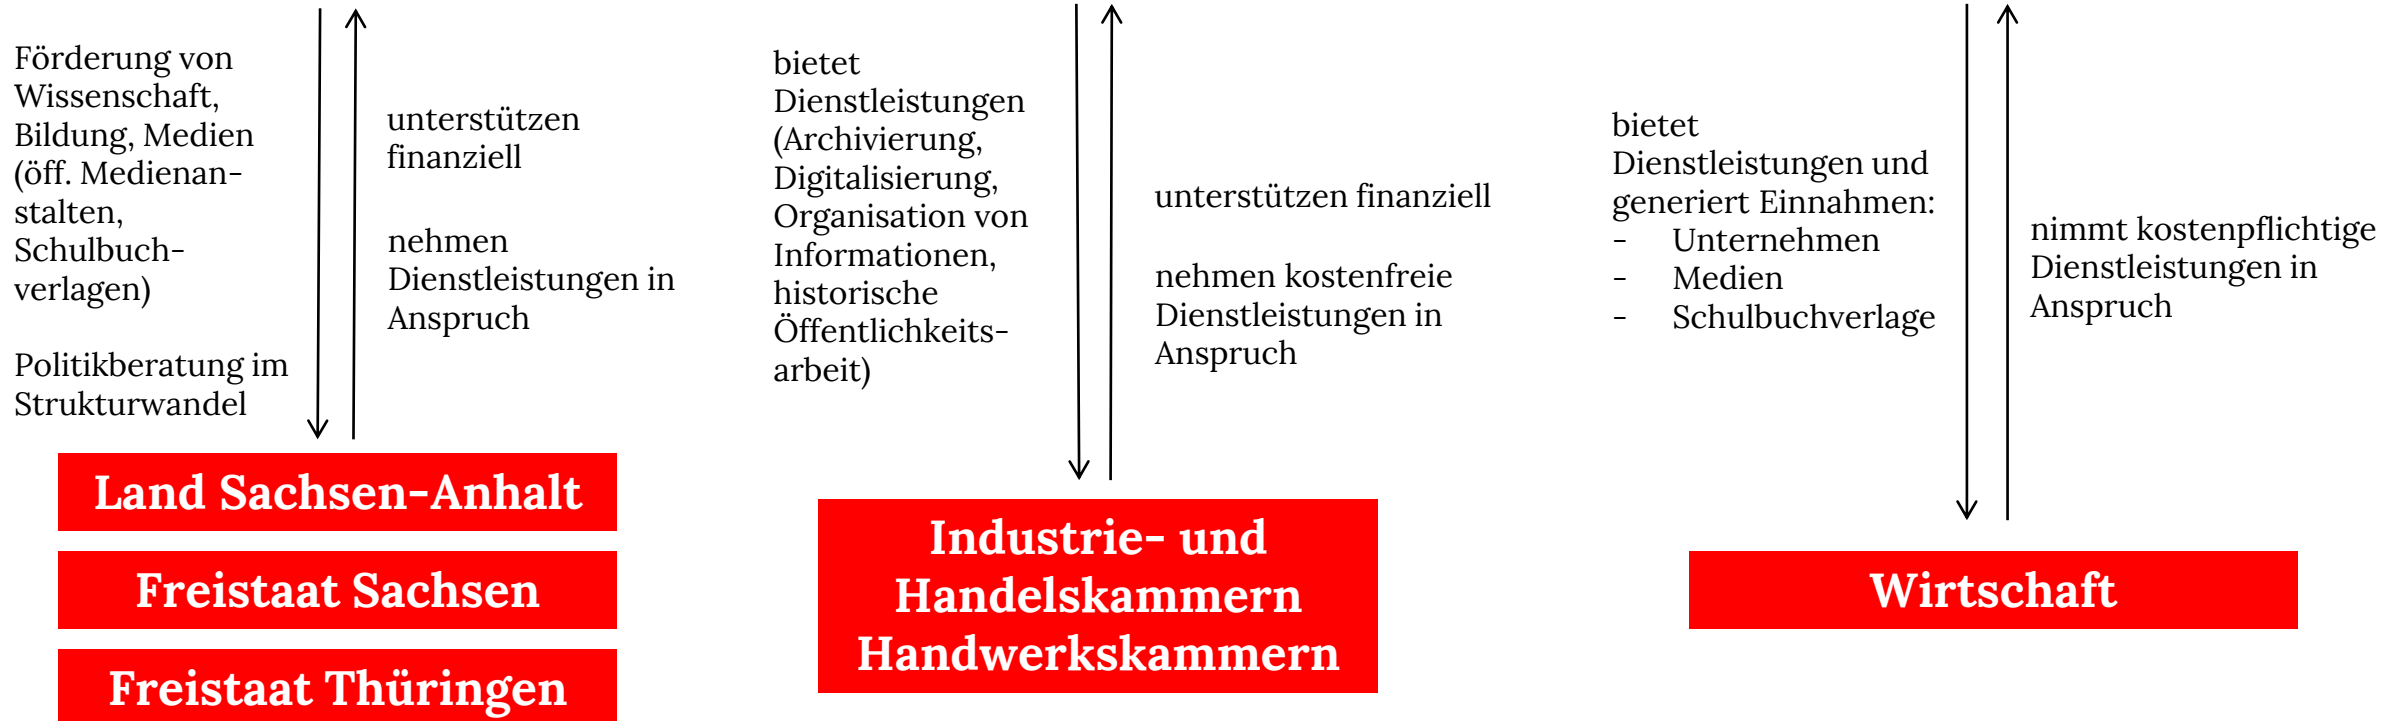 Förderung von
Wissenschaft,
Bildung, Medien
(öff. Medienan-
stalten,
Schulbuch-
verlagen)
Politikberatung im
Strukturwandel
unterstützen
finanziell
nehmen
Dienstleistungen in
Anspruch
Land Sachsen-Anhalt
Freistaat Sachsen
Freistaat Thüringen
bietet
Dienstleistungen
(Archivierung,
Digitalisierung,
Organisation von
Informationen,
historische
Öffentlichkeits-
arbeit)
unterstützen finanziell
nehmen kostenfreie
Dienstleistungen in
Anspruch
Industrie- und
Handelskammern
Handwerkskammern
bietet
Dienstleistungen und
generiert Einnahmen:
- Unternehmen
- Medien
- Schulbuchverlage
nimmt kostenpflichtige
Dienstleistungen in
Anspruch
Wirtschaft